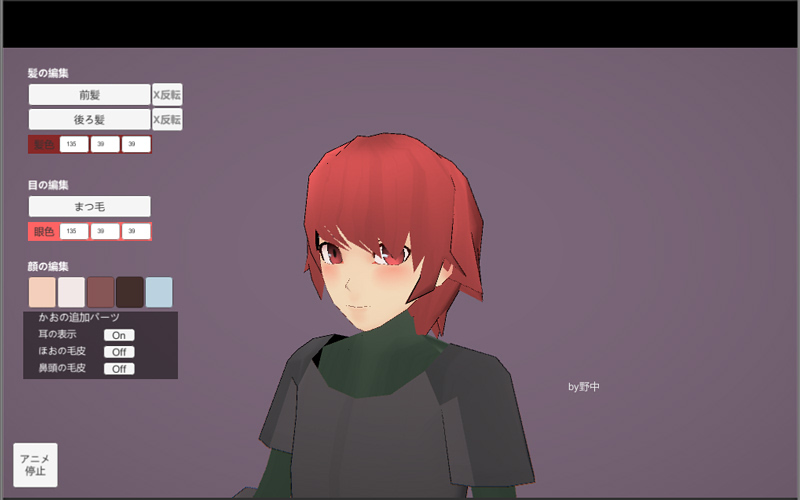 髪の編集
前髪 X反転
後ろ髪 X反転
髪色 135 39 39
目の編集
まつ毛
眼色 135 39 39
顔の編集
かおの追加パーツ
耳の表示 On
ほおの毛皮 Off
鼻頭の毛皮 Off
by野中
アニメ
停止